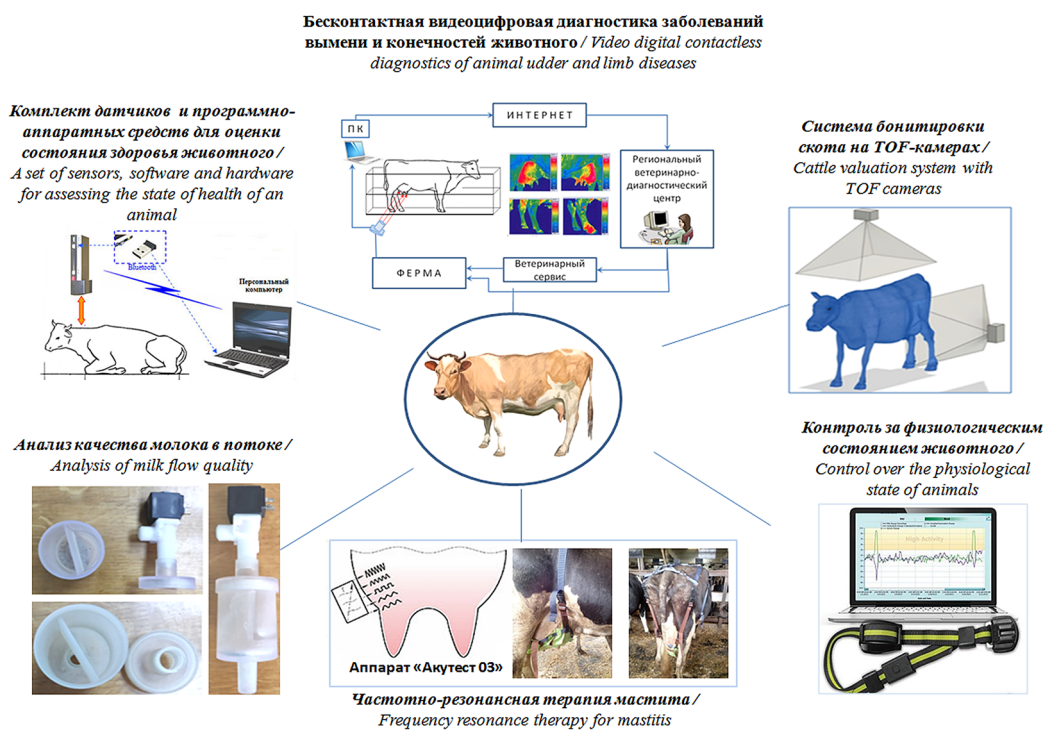 Бесконтактная видеоцифровая диагностика заболеваний
вымени и конечностей животного / Video digital contactless
diagnostics of animal udder and limb diseases
Комплект датчиков и программно-
аппаратных средств для оценки
состояния здоровья животного /
A set of sensors, software and hardware
for assessing the state of health of an
animal
Bluetooth
Персональный
компьютер
ПК
ИНТЕРНЕТ
Региональный
ветеринарно-
диагностический
центр
ФЕРМА
Ветеринарный
сервис
Система бонитировки
скота на TOF-камерах /
Cattle valuation system with
TOF cameras
Анализ качества молока в потоке /
Analysis of milk flow quality
Контроль за физиологическим
состоянием животного /
Control over the physiological
state of animals
High Activity
Аппарат «Акутест 03»
Частотно-резонансная терапия мастита /
Frequency resonance therapy for mastitis